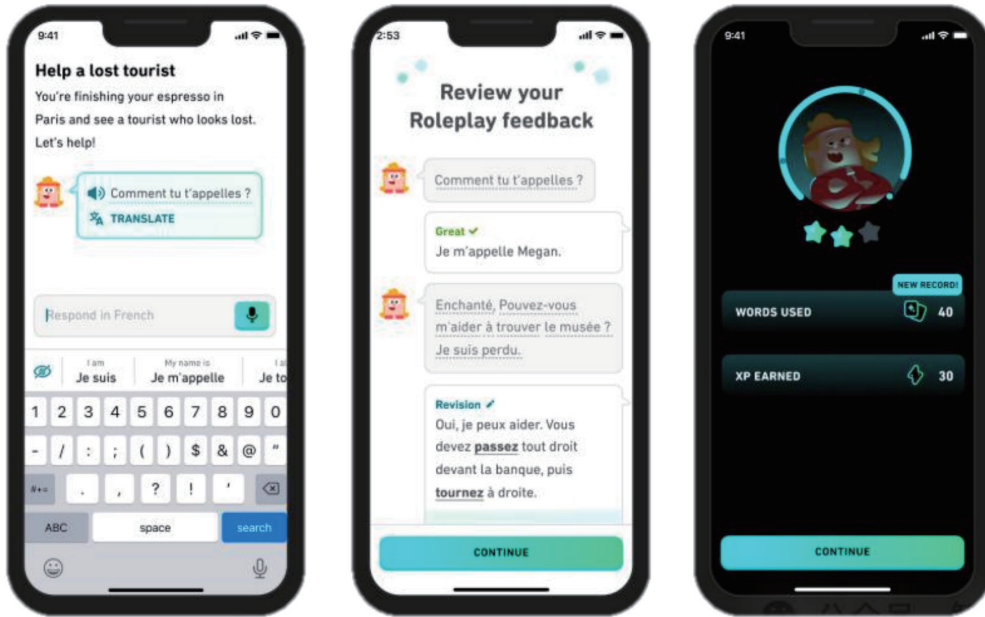 9:41
Help a lost tourist
You're finishing your espresso in
Paris and see a tourist who looks lost.
Let's help!
Comment tu t'appelles ?
TRANSLATE
Respond in French
I am
Je suis
My name is
Je m'appelle
Je to
1 2 3 4 5 6 7 8 9 0
- / : ; ( ) $ & @ "
#+= . , ? ! '
ABC space search
2:53
Review your
Roleplay feedback
Comment tu t'appelles ?
Great
Je m'appelle Megan.
Enchanté, Pouvez-vous
m'aider à trouver le musée ?
Je suis perdu.
Revision
Oui, je peux aider. Vous
devez passez tout droit
devant la banque, puis
tournez à droite.
CONTINUE
9:41
NEW RECORD!
WORDS USED 40
XP EARNED 30
CONTINUE